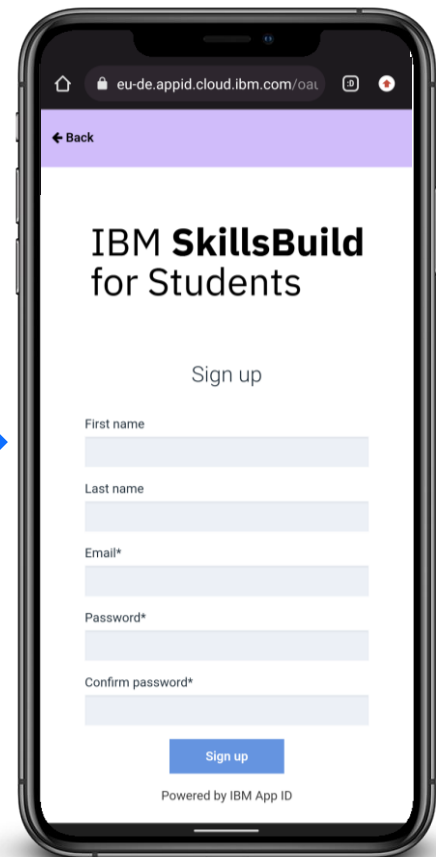 eu-de.appid.cloud.ibm.com/oau
:D
Back
IBM SkillsBuild
for Students
Sign up
First name
Last name
Email*
Password*
Confirm password*
Sign up
Powered by IBM App ID